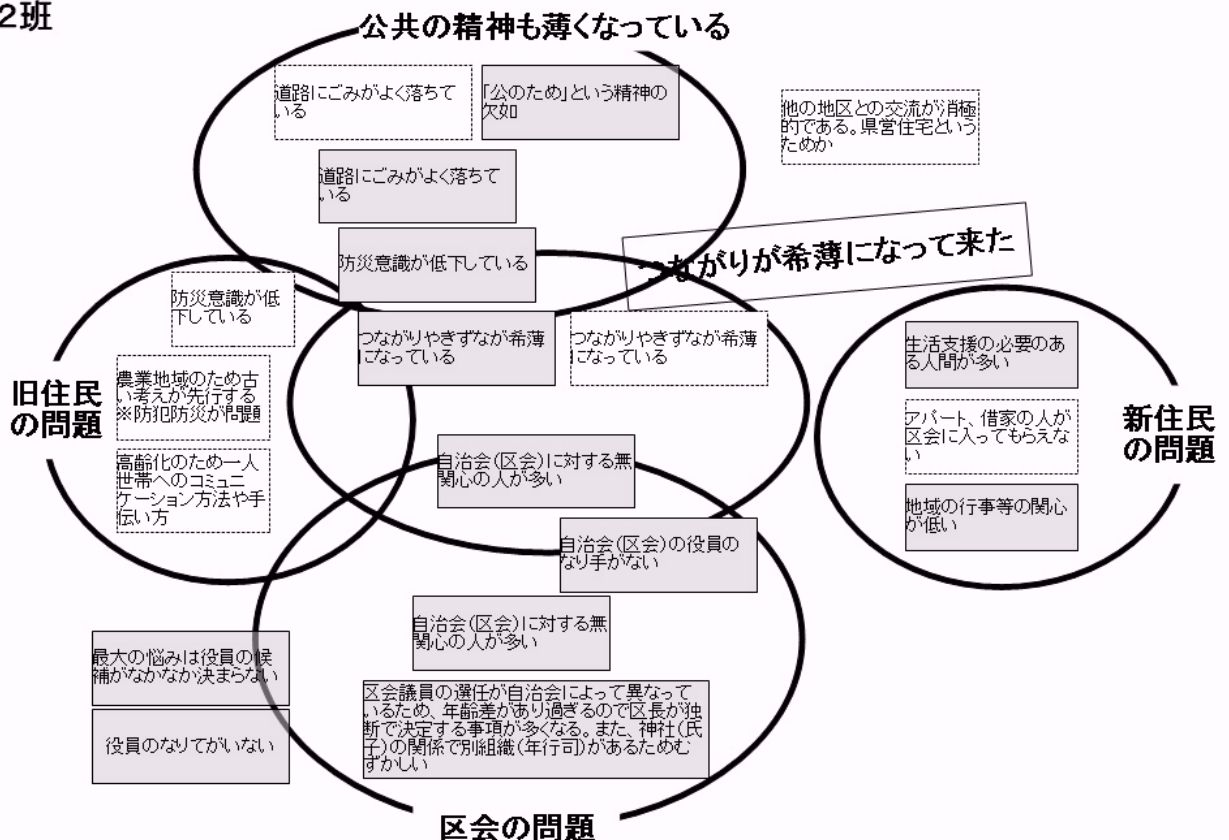 2班
公共の精神も薄くなっている
道路にごみがよく落ちて
いる
「公のため」という精神の
欠如
他の地区との交流が消極
的である。県営住宅という
ためか
道路にごみがよく落ちて
いる
防災意識が低下している
つながりが希薄になって来た
防災意識が低
下している
つながりやきずなが希薄
になっている
つながりやきずなが希薄
になっている
旧住民
の問題
農業地域のため古
い考えが先行する
※防犯防災が問題
高齢化のため一人
世帯へのコミュニ
ケーション方法や手
伝い方
生活支援の必要のあ
る人間が多い
アパート、借家の人が
区会に入ってもらえな
い
地域の行事等の関心
が低い
新住民
の問題
自治会(区会)に対する無
関心の人が多い
自治会(区会)の役員の
なり手がない
自治会(区会)に対する無
関心の人が多い
最大の悩みは役員の候
補がなかなか決まらない
役員のなりてがいない
区会議員の選任が自治会によって異なって
いるため、年齢差があり過ぎるので区長が独
断で決定する事項が多くなる。また、神社(氏
子)の関係で別組織(年行司)があるためむ
ずかしい
区会の問題